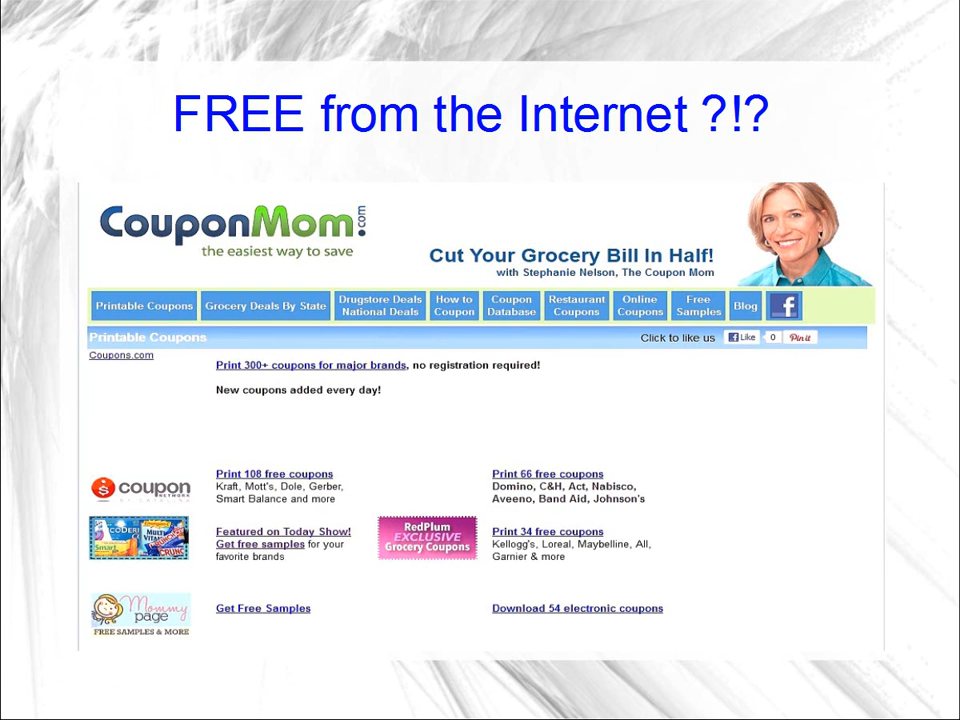 FREE from the Internet ?!?
CouponMom.com
the easiest way to save
Cut Your Grocery Bill In Half!
with Stephanie Nelson, The Coupon Mom
Printable Coupons
Grocery Deals By State
Drugstore Deals
National Deals
How to
Coupon
Coupon
Database
Restaurant
Coupons
Online
Coupons
Free
Samples
Blog
f
Printable Coupons
Click to like us
Like
0
Pin it
Coupons.com
Print 300+ coupons for major brands, no registration required!
New coupons added every day!
coupon
NETWORK
Print 108 free coupons
Kraft, Mott's, Dole, Gerber,
Smart Balance and more
Print 66 free coupons
Domino, C&H, Act, Nabisco,
Aveeno, Band Aid, Johnson's
Featured on Today Show!
Get free samples for your
favorite brands
RedPlum
EXCLUSIVE
Grocery Coupons
Print 34 free coupons
Kellogg's, Loreal, Maybelline, All,
Garnier & more
Mommy
page
FREE SAMPLES & MORE
Get Free Samples
Download 54 electronic coupons